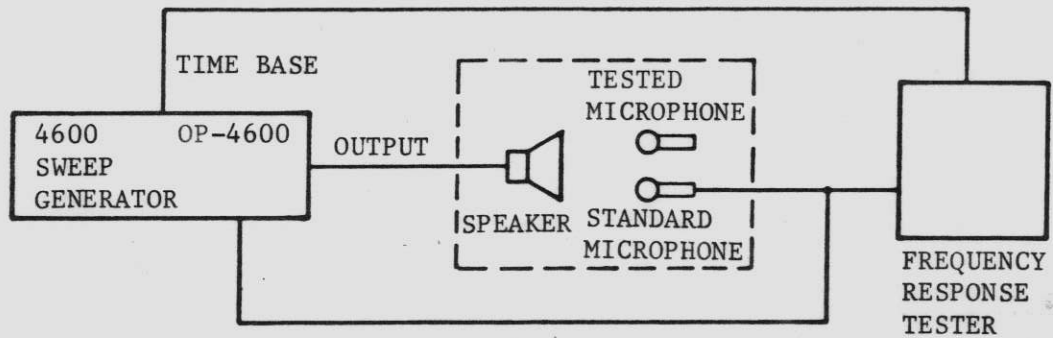 TIME BASE
4600 OP-4600
SWEEP
GENERATOR
OUTPUT
TESTED
MICROPHONE
SPEAKER
STANDARD
MICROPHONE
FREQUENCY
RESPONSE
TESTER